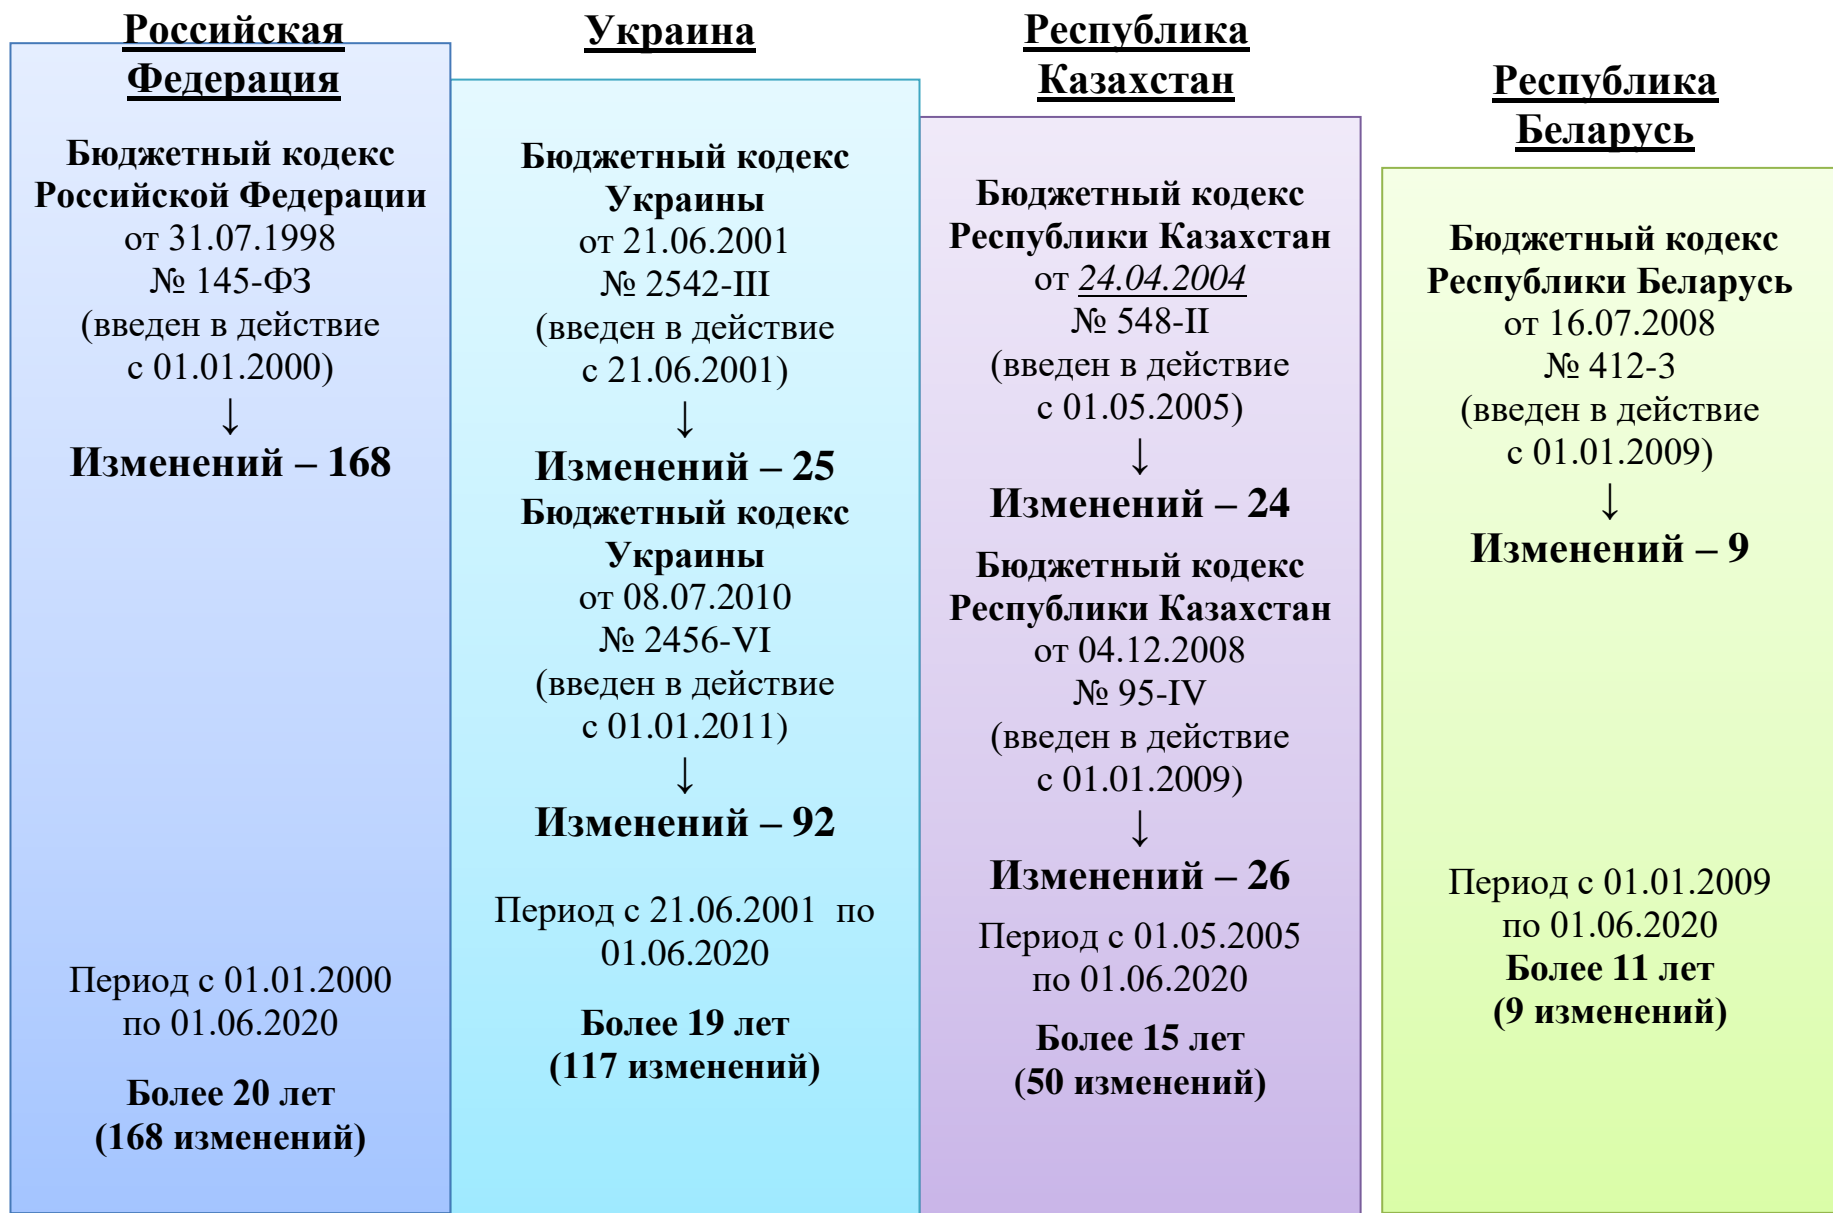 Российская
Федерация
Бюджетный кодекс
Российской Федерации
от 31.07.1998
№ 145-ФЗ
(введен в действие
с 01.01.2000)
↓
Изменений – 168
Период с 01.01.2000
по 01.06.2020
Более 20 лет
(168 изменений)
Украина
Бюджетный кодекс
Украины
от 21.06.2001
№ 2542-III
(введен в действие
с 21.06.2001)
↓
Изменений – 25
Бюджетный кодекс
Украины
от 08.07.2010
№ 2456-VI
(введен в действие
с 01.01.2011)
↓
Изменений – 92
Период с 21.06.2001 по
01.06.2020
Более 19 лет
(117 изменений)
Республика
Казахстан
Бюджетный кодекс
Республики Казахстан
от 24.04.2004
№ 548-II
(введен в действие
с 01.05.2005)
↓
Изменений – 24
Бюджетный кодекс
Республики Казахстан
от 04.12.2008
№ 95-IV
(введен в действие
с 01.01.2009)
↓
Изменений – 26
Период с 01.05.2005
по 01.06.2020
Более 15 лет
(50 изменений)
Республика
Беларусь
Бюджетный кодекс
Республики Беларусь
от 16.07.2008
№ 412-З
(введен в действие
с 01.01.2009)
↓
Изменений – 9
Период с 01.01.2009
по 01.06.2020
Более 11 лет
(9 изменений)